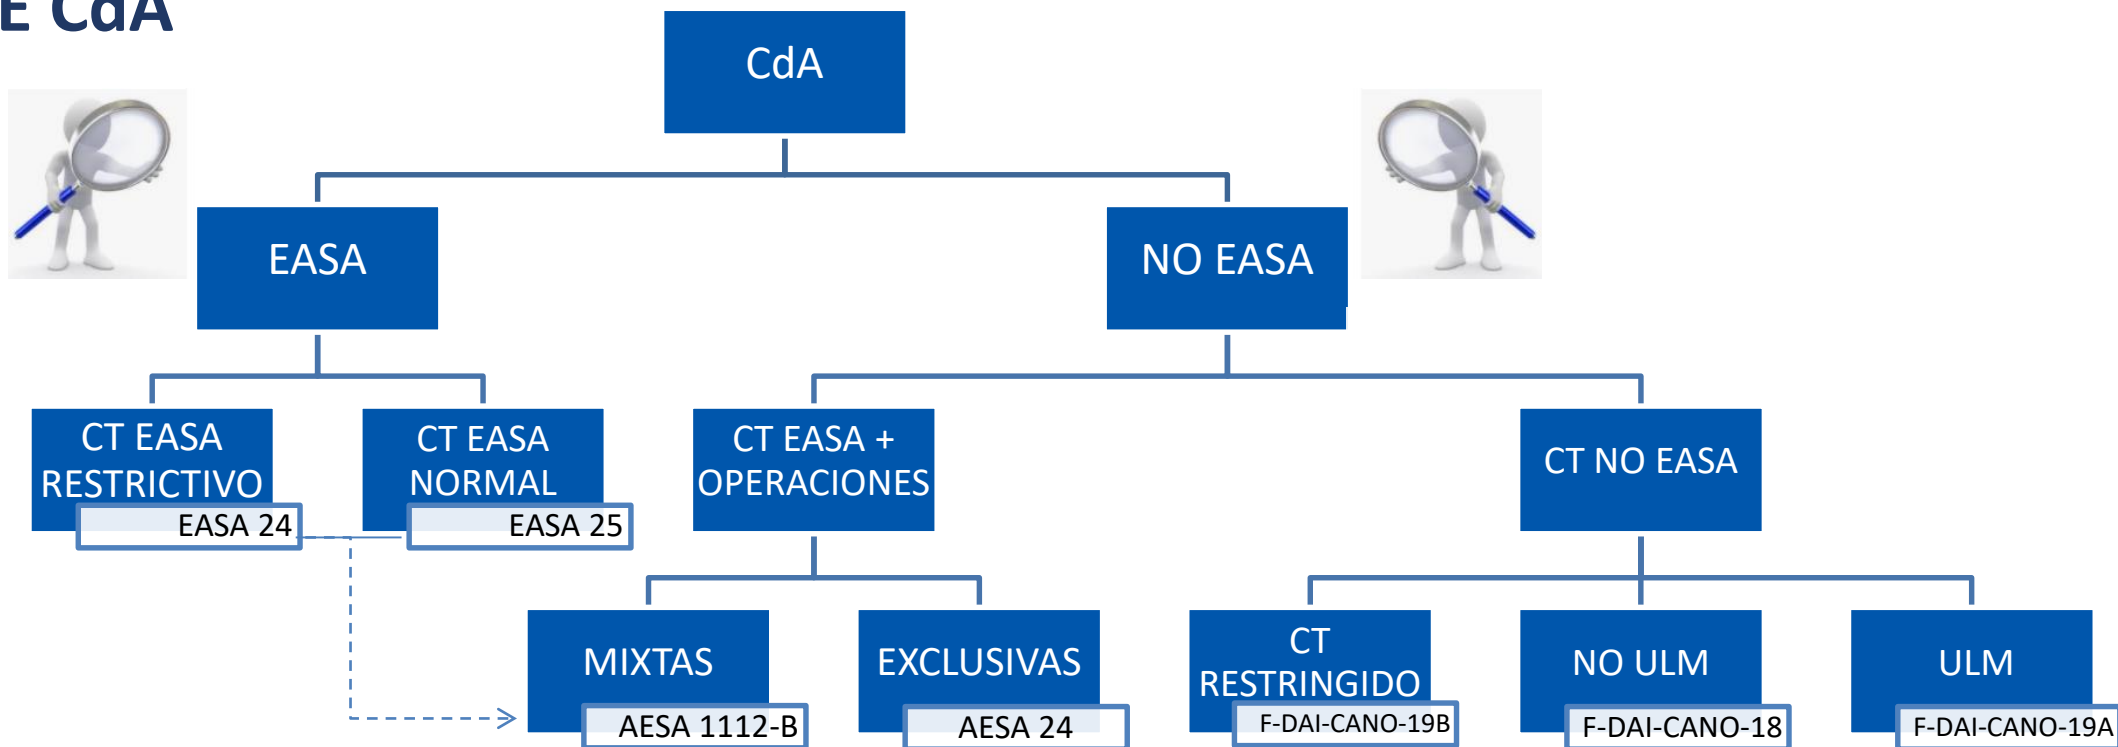 E CdA
CdA
EASA
NO EASA
CT EASA
RESTRICTIVO
EASA 24
CT EASA
NORMAL
EASA 25
CT EASA +
OPERACIONES
CT NO EASA
MIXTAS
AESA 1112-B
EXCLUSIVAS
AESA 24
CT
RESTRINGIDO
F-DAI-CANO-19B
NO ULM
F-DAI-CANO-18
ULM
F-DAI-CANO-19A